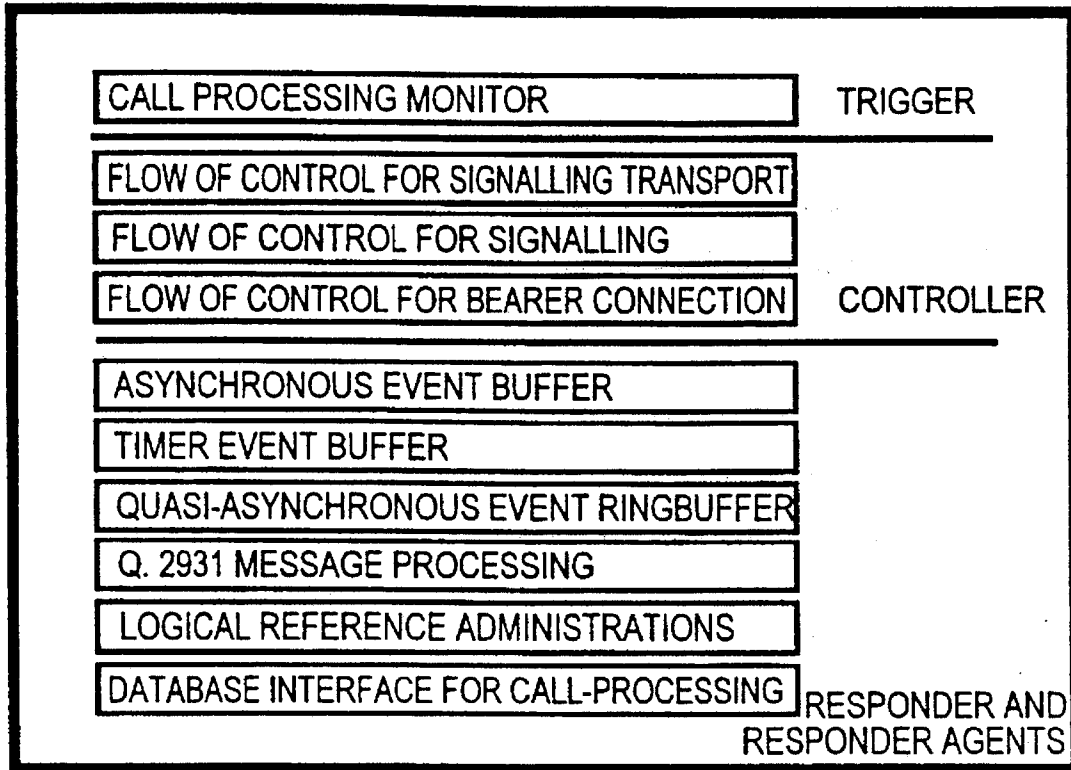 CALL PROCESSING MONITOR TRIGGER
FLOW OF CONTROL FOR SIGNALLING TRANSPORT
FLOW OF CONTROL FOR SIGNALLING
FLOW OF CONTROL FOR BEARER CONNECTION CONTROLLER
ASYNCHRONOUS EVENT BUFFER
TIMER EVENT BUFFER
QUASI-ASYNCHRONOUS EVENT RINGBUFFER
Q. 2931 MESSAGE PROCESSING
LOGICAL REFERENCE ADMINISTRATIONS
DATABASE INTERFACE FOR CALL-PROCESSING
RESPONDER AND
RESPONDER AGENTS